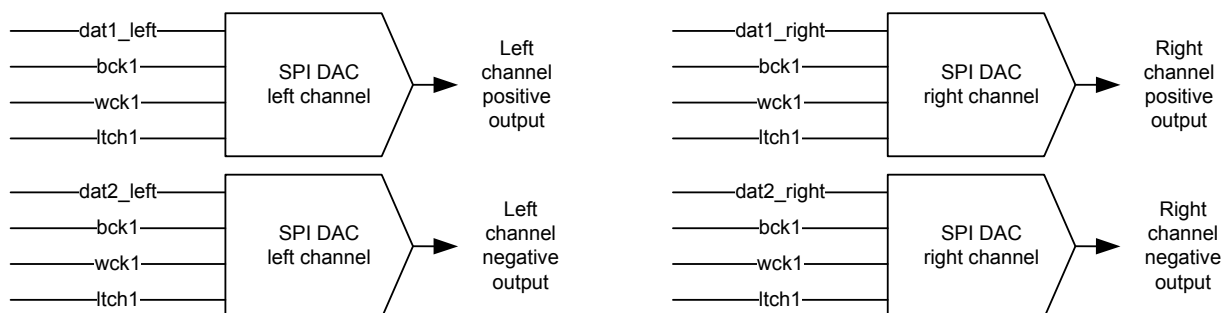 dat1_left
bck1
wck1
ltch1
SPI DAC
left channel
Left
channel
positive
output
dat1_right
bck1
wck1
ltch1
SPI DAC
right channel
Right
channel
positive
output
dat2_left
bck1
wck1
ltch1
SPI DAC
left channel
Left
channel
negative
output
dat2_right
bck1
wck1
ltch1
SPI DAC
right channel
Right
channel
negative
output